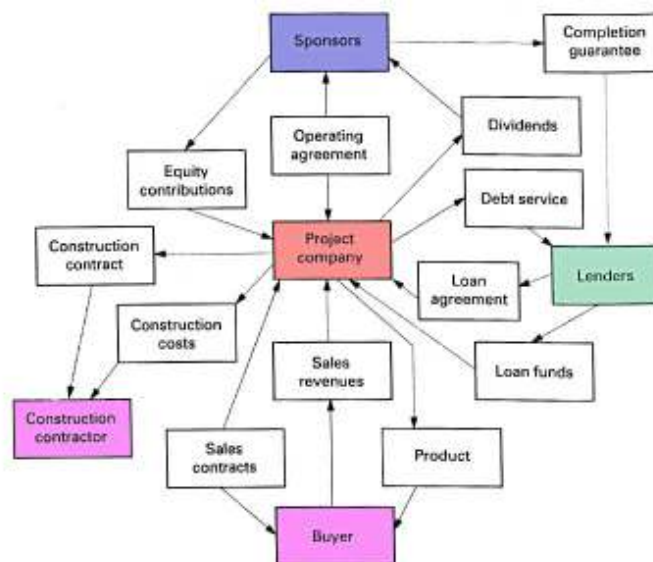 Sponsors
Completion
guarantee
Operating
agreement
Dividends
Equity
contributions
Debt service
Project
company
Construction
contract
Loan
agreement
Lenders
Construction
costs
Sales
revenues
Loan funds
Construction
contractor
Sales
contracts
Product
Buyer